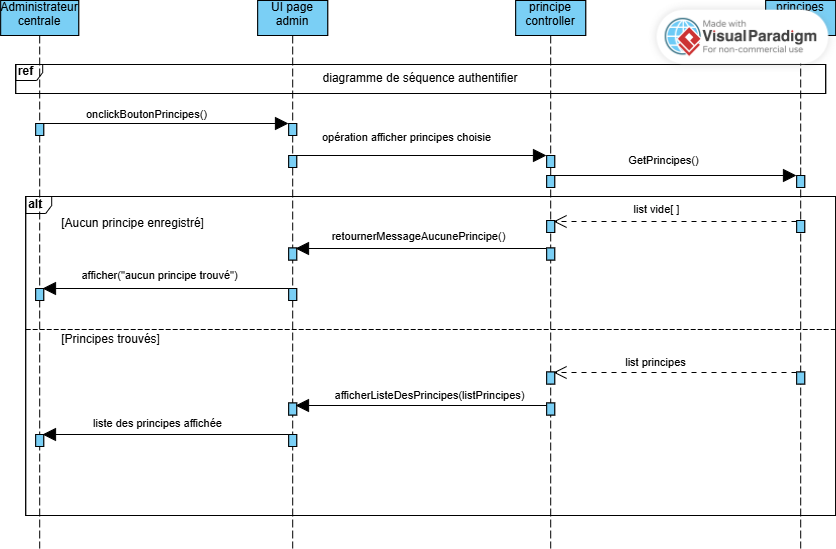 Administrateur
centrale
UI page
admin
principe
controller
principes
Made with
VisualParadigm
For non-commercial use
ref
diagramme de séquence authentifier
onclickBoutonPrincipes()
opération afficher principes choisie
GetPrincipes()
alt
list vide[ ]
[Aucun principe enregistré]
retournerMessageAucunePrincipe()
afficher("aucun principe trouvé")
[Principes trouvés]
list principes
afficherListeDesPrincipes(listPrincipes)
liste des principes affichée